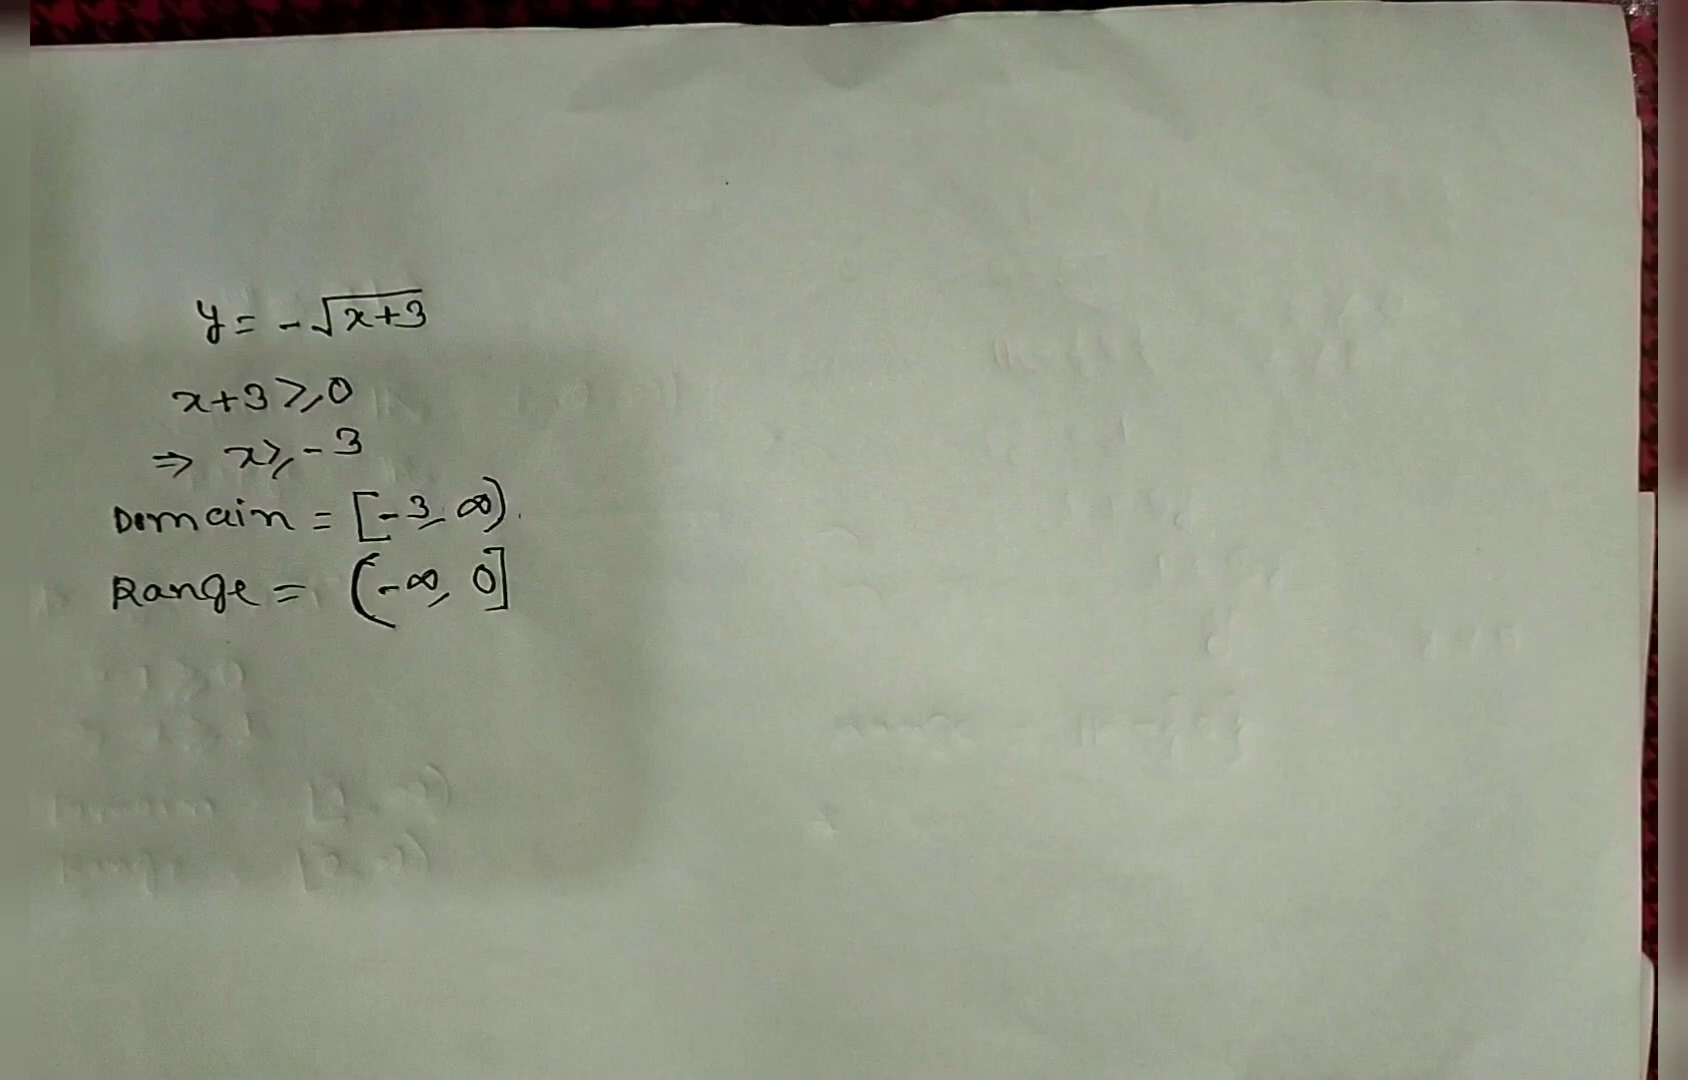 y = -√x+3
x+3 ≥ 0
⇒ x ≥ -3
Domain = [-3, ∞).
Range = (-∞, 0]